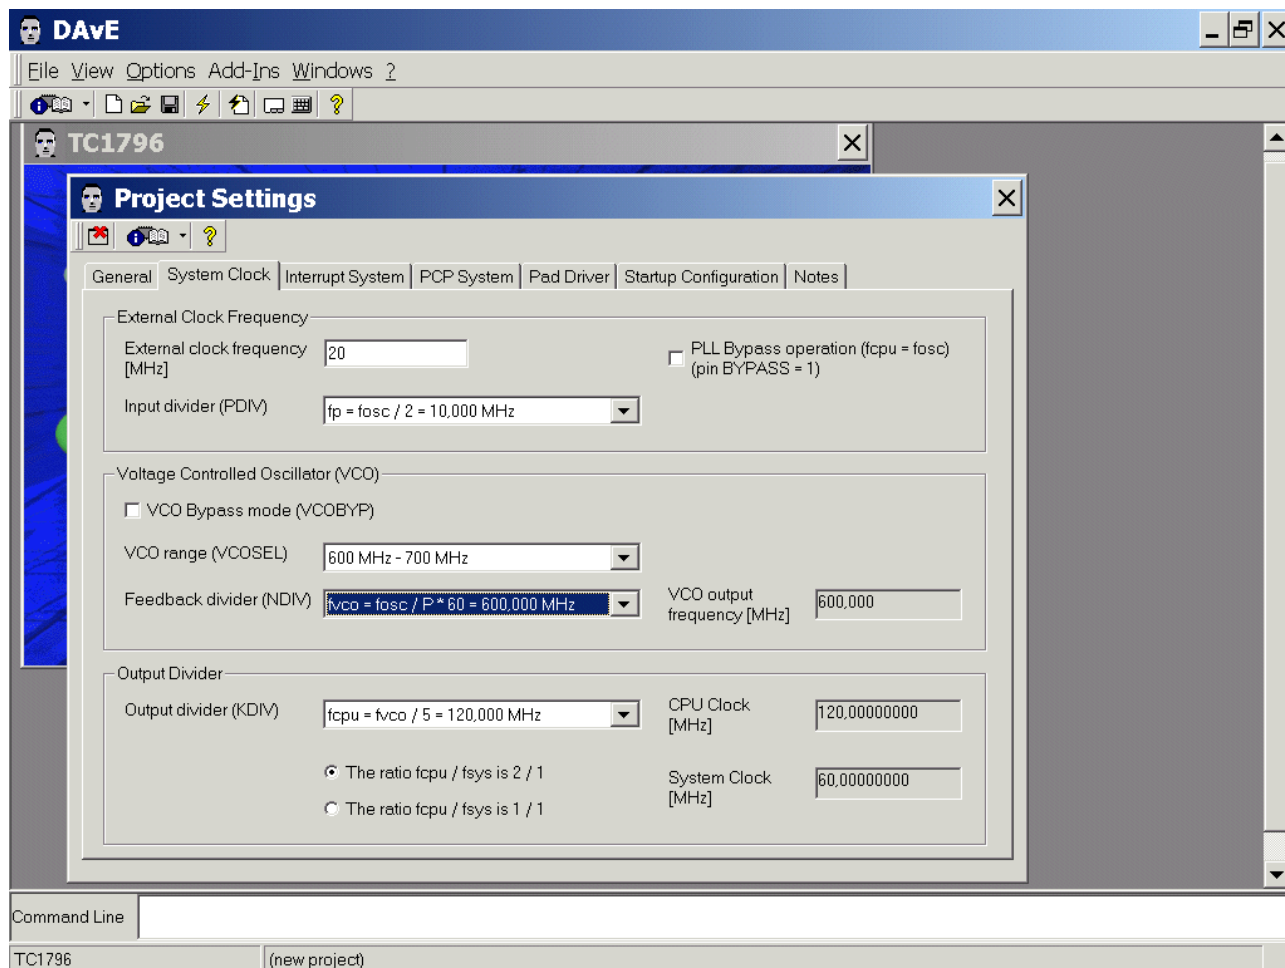 DAvE
File View Options Add-Ins Windows ?
TC1796
Project Settings
General System Clock Interrupt System PCP System Pad Driver Startup Configuration Notes
External Clock Frequency
External clock frequency [MHz]
20
PLL Bypass operation (fcpu = fosc)
(pin BYPASS = 1)
Input divider (PDIV)
fp = fosc / 2 = 10,000 MHz
Voltage Controlled Oscillator (VCO)
VCO Bypass mode (VCOBYP)
VCO range (VCOSEL)
600 MHz - 700 MHz
Feedback divider (NDIV)
fvco = fosc / P * 60 = 600,000 MHz
VCO output
frequency [MHz]
600,000
Output Divider
Output divider (KDIV)
fcpu = fvco / 5 = 120,000 MHz
CPU Clock
[MHz]
120,00000000
The ratio fcpu / fsys is 2 / 1
System Clock
[MHz]
60,00000000
The ratio fcpu / fsys is 1 / 1
Command Line
TC1796
(new project)